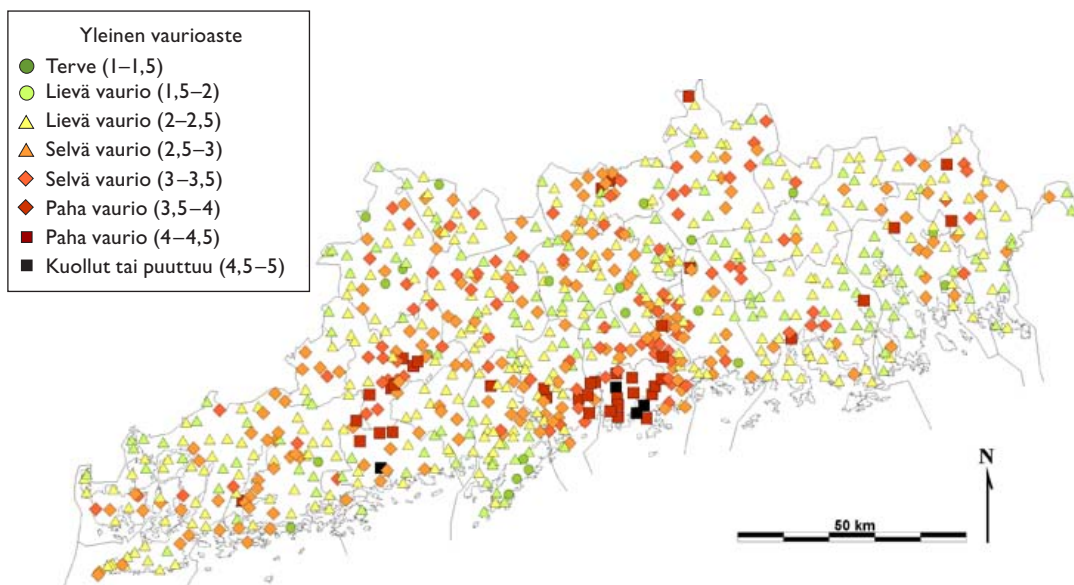 Yleinen vaurioaste
Terve (1–1,5)
Lievä vaurio (1,5–2)
Lievä vaurio (2–2,5)
Selvä vaurio (2,5–3)
Selvä vaurio (3–3,5)
Paha vaurio (3,5–4)
Paha vaurio (4–4,5)
Kuollut tai puuttuu (4,5–5)
N
50 km